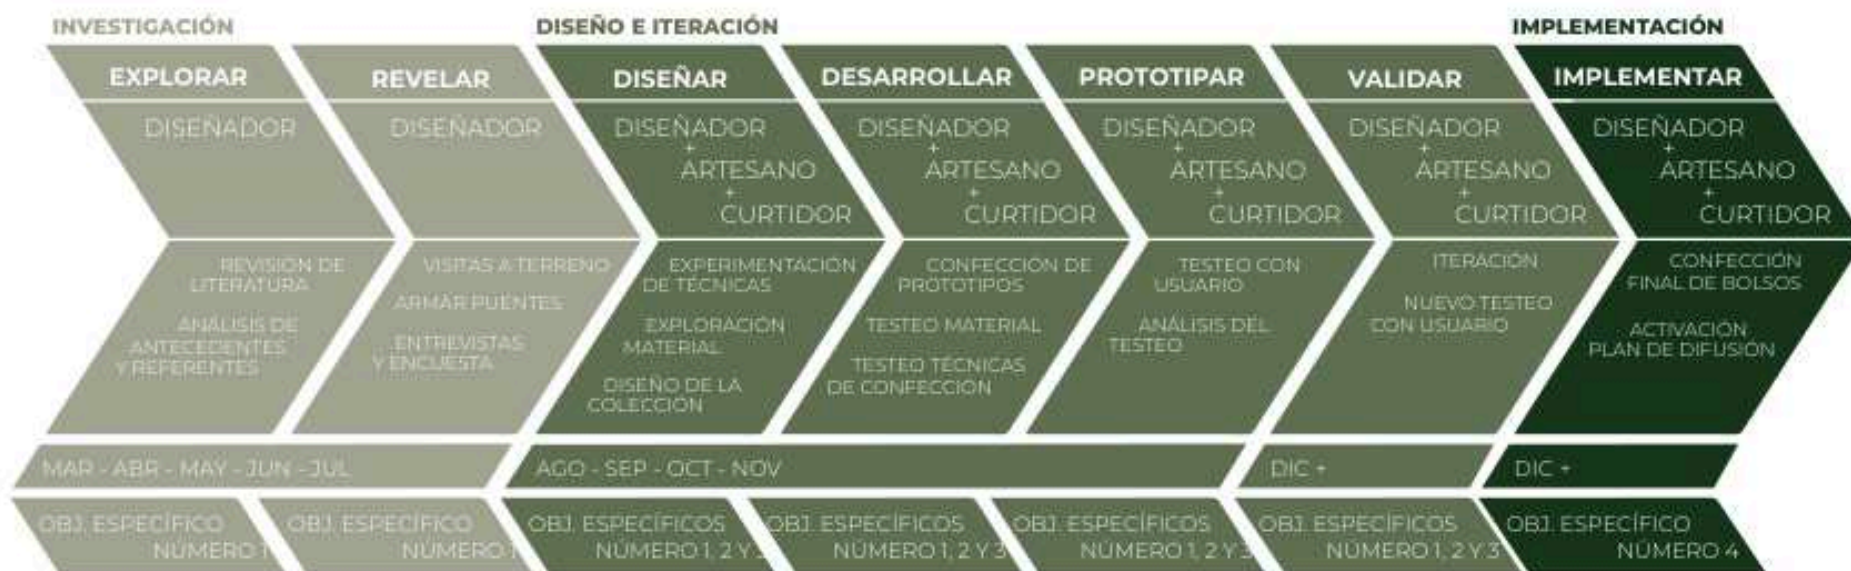 INVESTIGACIÓN
DISEÑO E ITERACIÓN
IMPLEMENTACIÓN
EXPLORAR
REVELAR
DISEÑAR
DESARROLLAR
PROTOTIPAR
VALIDAR
IMPLEMENTAR
DISEÑADOR
DISEÑADOR
DISEÑADOR
+
ARTESANO
+
CURTIDOR
DISEÑADOR
+
ARTESANO
+
CURTIDOR
DISEÑADOR
+
ARTESANO
+
CURTIDOR
DISEÑADOR
+
ARTESANO
+
CURTIDOR
DISEÑADOR
+
ARTESANO
+
CURTIDOR
REVISIÓN DE
LITERATURA
ANÁLISIS DE
ANTECEDENTES
Y REFERENTES
VISITAS A TERRENO
ARMAR PUENTES
ENTREVISTAS
Y ENCUESTA
EXPERIMENTACIÓN
DE TÉCNICAS
EXPLORACIÓN
MATERIAL
DISEÑO DE LA
COLECCIÓN
CONFECCIÓN DE
PROTOTIPOS
TESTEO MATERIAL
TESTEO TÉCNICAS
DE CONFECCIÓN
TESTEO CON
USUARIO
ANÁLISIS DEL
TESTEO
ITERACIÓN
NUEVO TESTEO
CON USUARIO
CONFECCIÓN
FINAL DE BOLSOS
ACTIVACIÓN
PLAN DE DIFUSIÓN
MAR - ABR - MAY - JUN - JUL
AGO - SEP - OCT - NOV
DIC +
DIC +
OBJ. ESPECÍFICO
NÚMERO 1
OBJ. ESPECÍFICO
NÚMERO 1
OBJ. ESPECÍFICOS
NÚMERO 1, 2 Y 3
OBJ. ESPECÍFICOS
NÚMERO 1, 2 Y 3
OBJ. ESPECÍFICOS
NÚMERO 1, 2 Y 3
OBJ. ESPECÍFICOS
NÚMERO 1, 2 Y 3
OBJ. ESPECÍFICO
NÚMERO 4